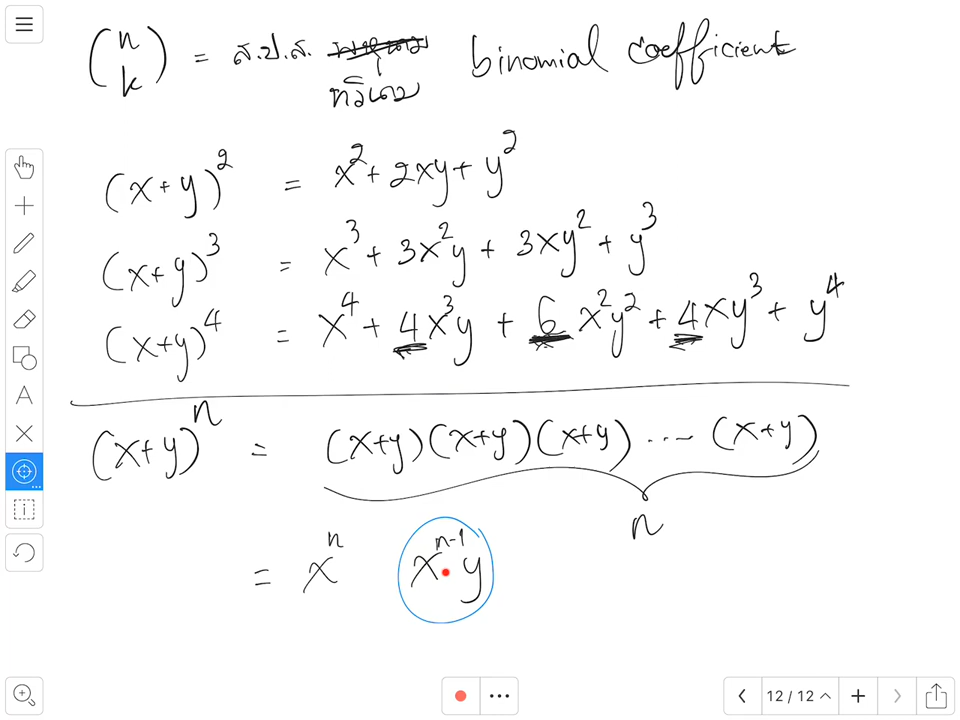 (n k) = ส.ป.ส. binomial coefficient
ทวินาม
(x+y)^2 = x^2 + 2xy + y^2
(x+y)^3 = x^3 + 3x^2y + 3xy^2 + y^3
(x+y)^4 = x^4 + 4x^3y + 6x^2y^2 + 4xy^3 + y^4
(x+y)^n = (x+y)(x+y)(x+y) ... (x+y)
n
= x^n x^{n-1}y
12 / 12